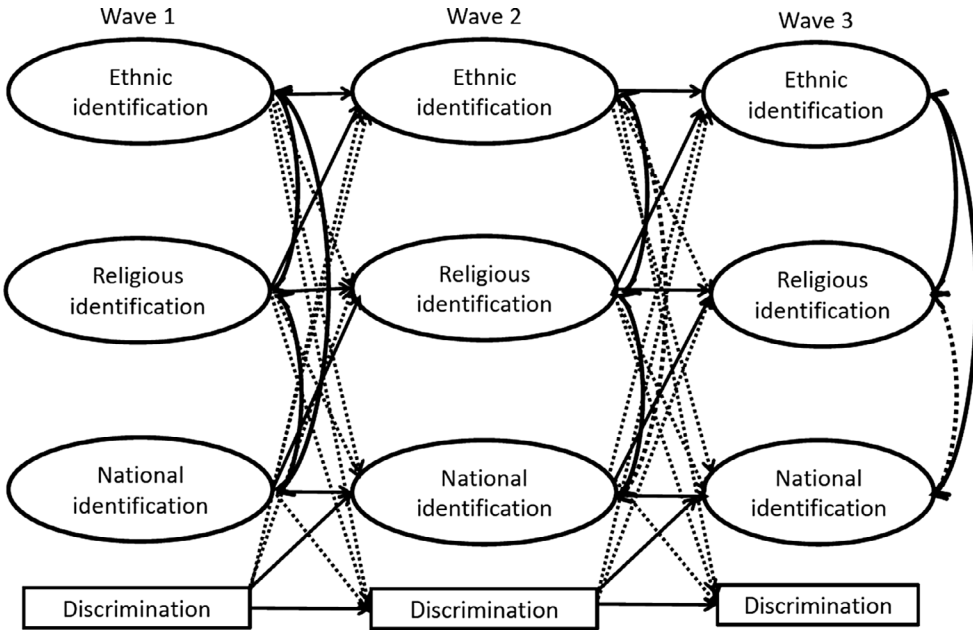 Wave 1
Wave 2
Wave 3
Ethnic
identification
Ethnic
identification
Ethnic
identification
Religious
identification
Religious
identification
Religious
identification
National
identification
National
identification
National
identification
Discrimination
Discrimination
Discrimination